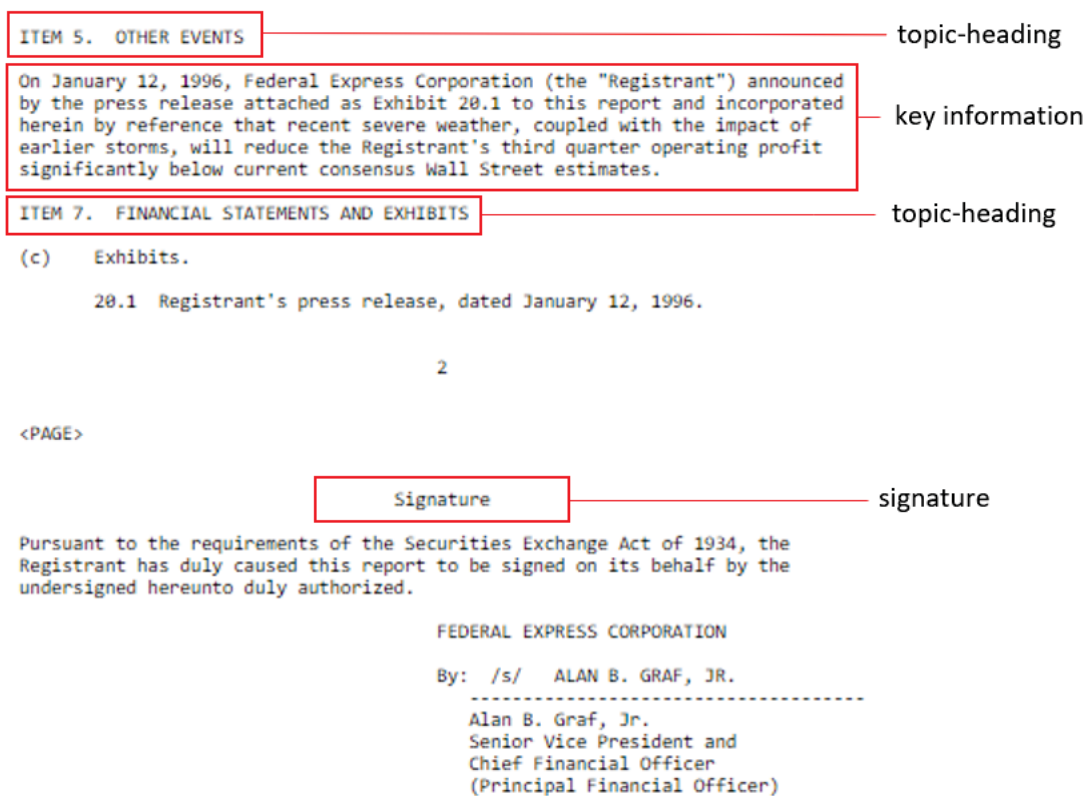 ITEM 5.  OTHER EVENTS
topic-heading
On January 12, 1996, Federal Express Corporation (the "Registrant") announced
by the press release attached as Exhibit 20.1 to this report and incorporated
herein by reference that recent severe weather, coupled with the impact of
earlier storms, will reduce the Registrant's third quarter operating profit
significantly below current consensus Wall Street estimates.
key information
ITEM 7.  FINANCIAL STATEMENTS AND EXHIBITS
topic-heading
(c)    Exhibits.
20.1  Registrant's press release, dated January 12, 1996.
2
<PAGE>
Signature
signature
Pursuant to the requirements of the Securities Exchange Act of 1934, the
Registrant has duly caused this report to be signed on its behalf by the
undersigned hereunto duly authorized.
FEDERAL EXPRESS CORPORATION
By:  /s/   ALAN B. GRAF, JR.
-------------------------------------
Alan B. Graf, Jr.
Senior Vice President and
Chief Financial Officer
(Principal Financial Officer)